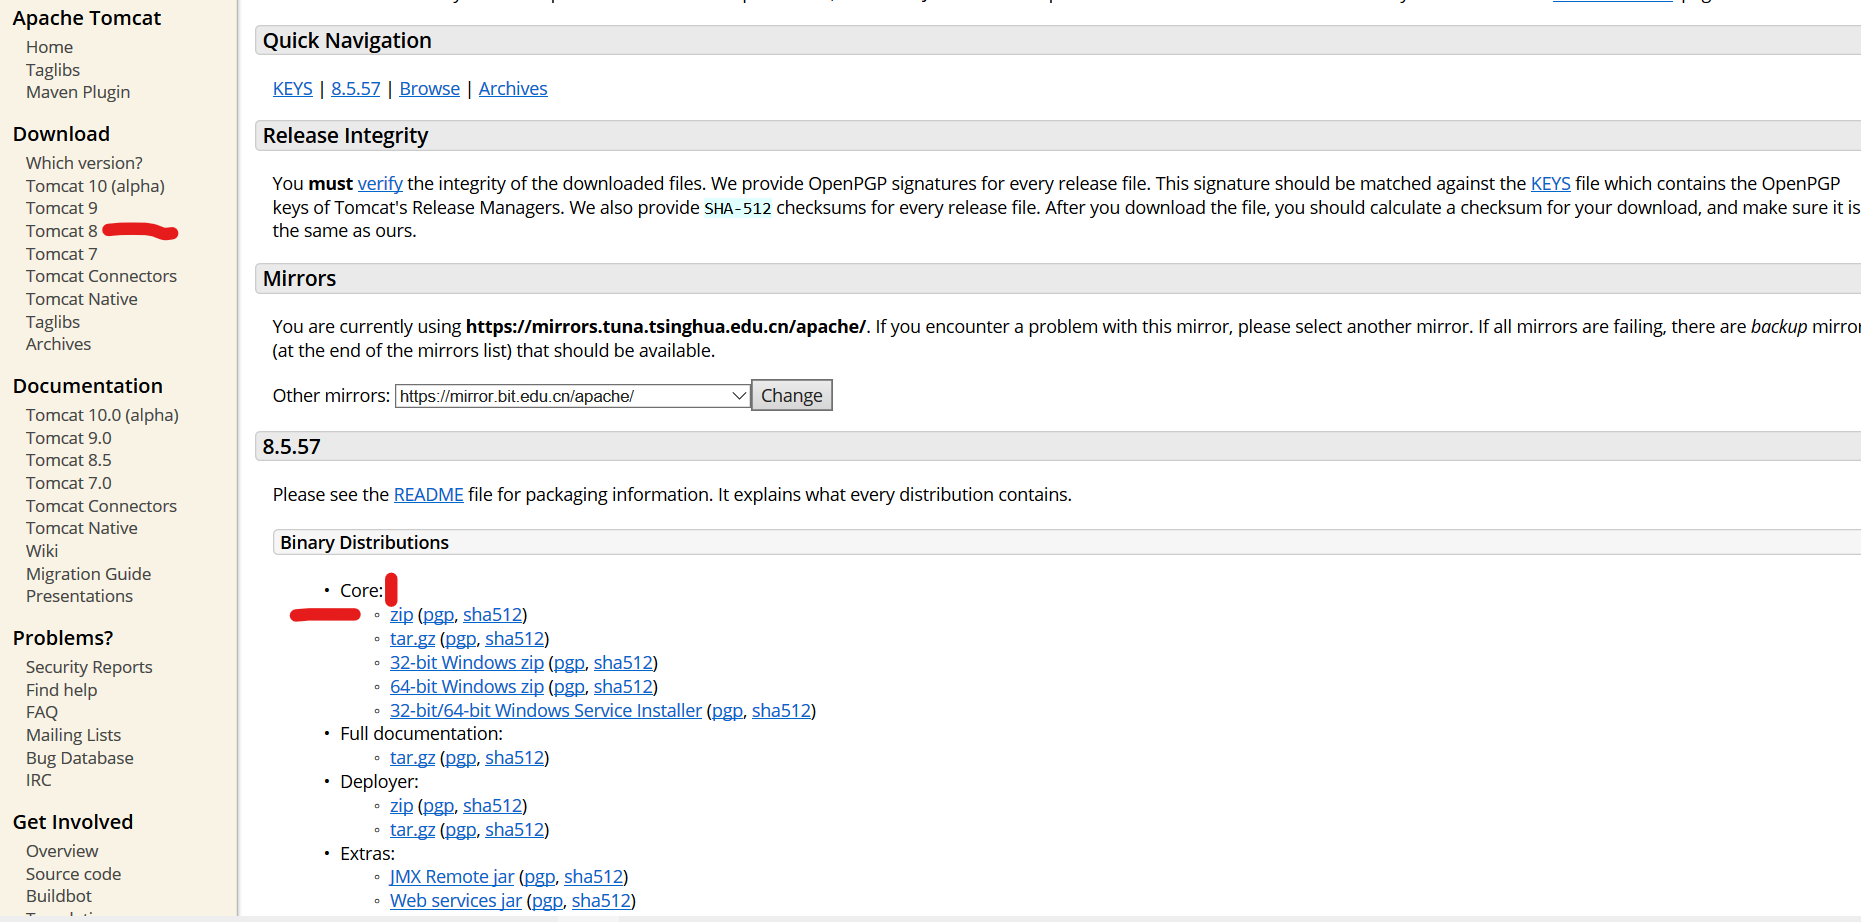 Apache Tomcat
Home
Taglibs
Maven Plugin
Download
Which version?
Tomcat 10 (alpha)
Tomcat 9
Tomcat 8
Tomcat 7
Tomcat Connectors
Tomcat Native
Taglibs
Archives
Documentation
Tomcat 10.0 (alpha)
Tomcat 9.0
Tomcat 8.5
Tomcat 7.0
Tomcat Connectors
Tomcat Native
Wiki
Migration Guide
Presentations
Problems?
Security Reports
Find help
FAQ
Mailing Lists
Bug Database
IRC
Get Involved
Overview
Source code
Buildbot
Quick Navigation
KEYS | 8.5.57 | Browse | Archives
Release Integrity
You must verify the integrity of the downloaded files. We provide OpenPGP signatures for every release file. This signature should be matched against the KEYS file which contains the OpenPGP
keys of Tomcat's Release Managers. We also provide SHA-512 checksums for every release file. After you download the file, you should calculate a checksum for your download, and make sure it is
the same as ours.
Mirrors
You are currently using https://mirrors.tuna.tsinghua.edu.cn/apache/. If you encounter a problem with this mirror, please select another mirror. If all mirrors are failing, there are backup mirror
(at the end of the mirrors list) that should be available.
Other mirrors: https://mirror.bit.edu.cn/apache/ Change
8.5.57
Please see the README file for packaging information. It explains what every distribution contains.
Binary Distributions
• Core:
◦ zip (pgp, sha512)
◦ tar.gz (pgp, sha512)
◦ 32-bit Windows zip (pgp, sha512)
◦ 64-bit Windows zip (pgp, sha512)
◦ 32-bit/64-bit Windows Service Installer (pgp, sha512)
• Full documentation:
◦ tar.gz (pgp, sha512)
• Deployer:
◦ zip (pgp, sha512)
◦ tar.gz (pgp, sha512)
• Extras:
◦ JMX Remote jar (pgp, sha512)
◦ Web services jar (pgp, sha512)